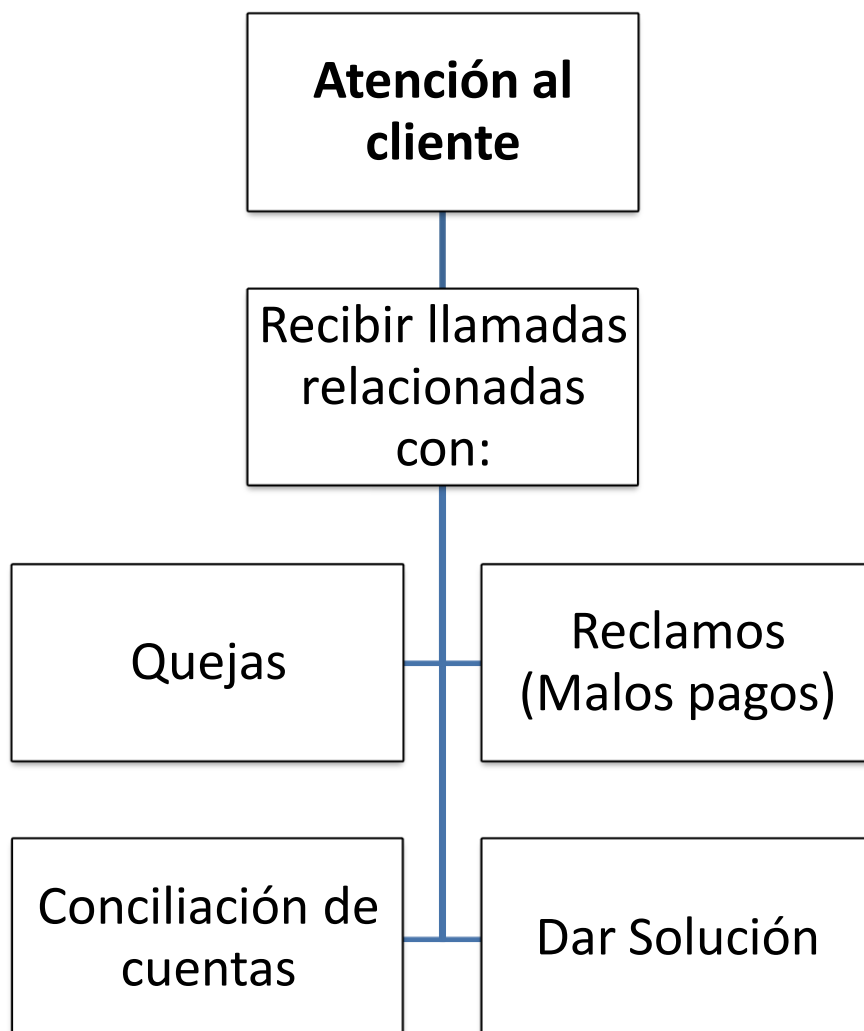 Atención al
cliente
Recibir llamadas
relacionadas
con:
Quejas
Reclamos
(Malos pagos)
Conciliación de
cuentas
Dar Solución